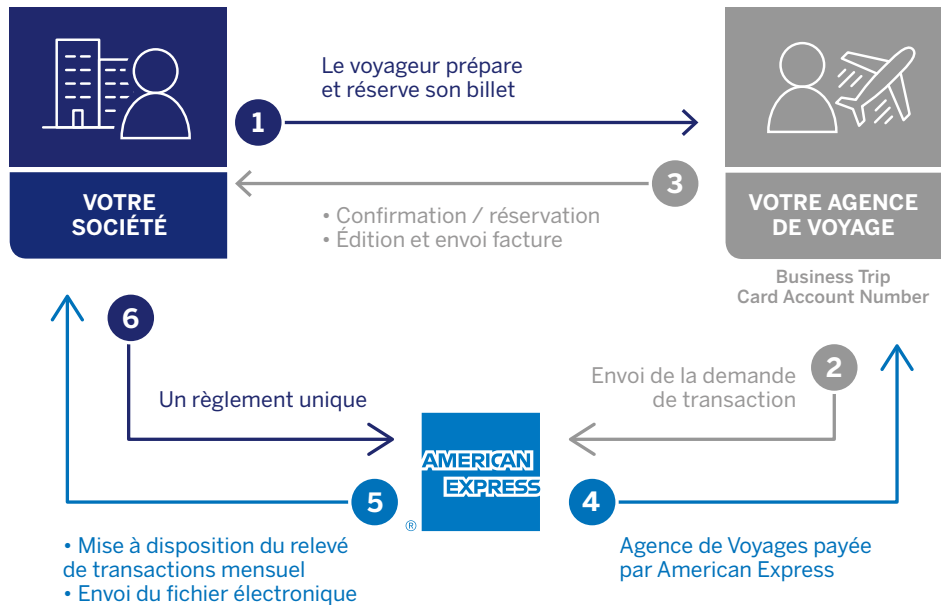 Le voyageur prépare
et réserve son billet
1
3
VOTRE
SOCIÉTÉ
• Confirmation / réservation
• Édition et envoi facture
VOTRE AGENCE
DE VOYAGE
Business Trip
Card Account Number
6
Un règlement unique
Envoi de la demande
de transaction
2
AMERICAN
EXPRESS
®
5
4
• Mise à disposition du relevé
de transactions mensuel
• Envoi du fichier électronique
Agence de Voyages payée
par American Express